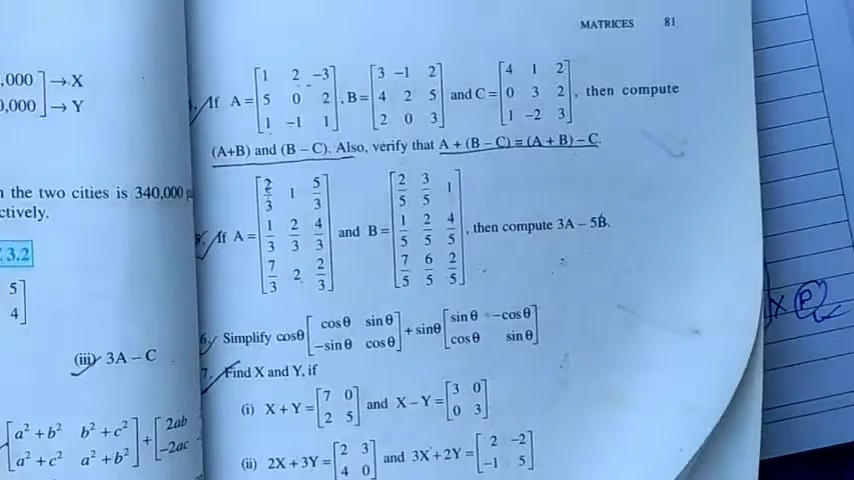 MATRICES 81
,000] → X
0,000] → Y
If A = [1 2 -3; 5 0 2; 1 -1 1], B = [3 -1 2; 4 2 5; 2 0 3] and C = [4 1 2; 0 3 2; 1 -2 3], then compute
(A+B) and (B – C). Also, verify that A + (B – C) = (A + B) – C.
the two cities is 340,000
ctively.
3.2
5]
4]
(iii) 3A – C
[a² + b² b² + c²; a² + c² a² + b²] + [2ab; -2ac
If A = [2/3 1 5/3; 1/3 2/3 4/3; 7/3 2 2/3] and B = [2/5 3/5 1; 1/5 2/5 4/5; 7/5 6/5 2/5], then compute 3A – 5B.
6. Simplify cosθ [cosθ sinθ; -sinθ cosθ] + sinθ [sinθ -cosθ; cosθ sinθ]
7. Find X and Y, if
(i) X + Y = [7 0; 2 5] and X – Y = [3 0; 0 3]
(ii) 2X + 3Y = [2 3; 4 0] and 3X + 2Y = [2 -2; -1 5]